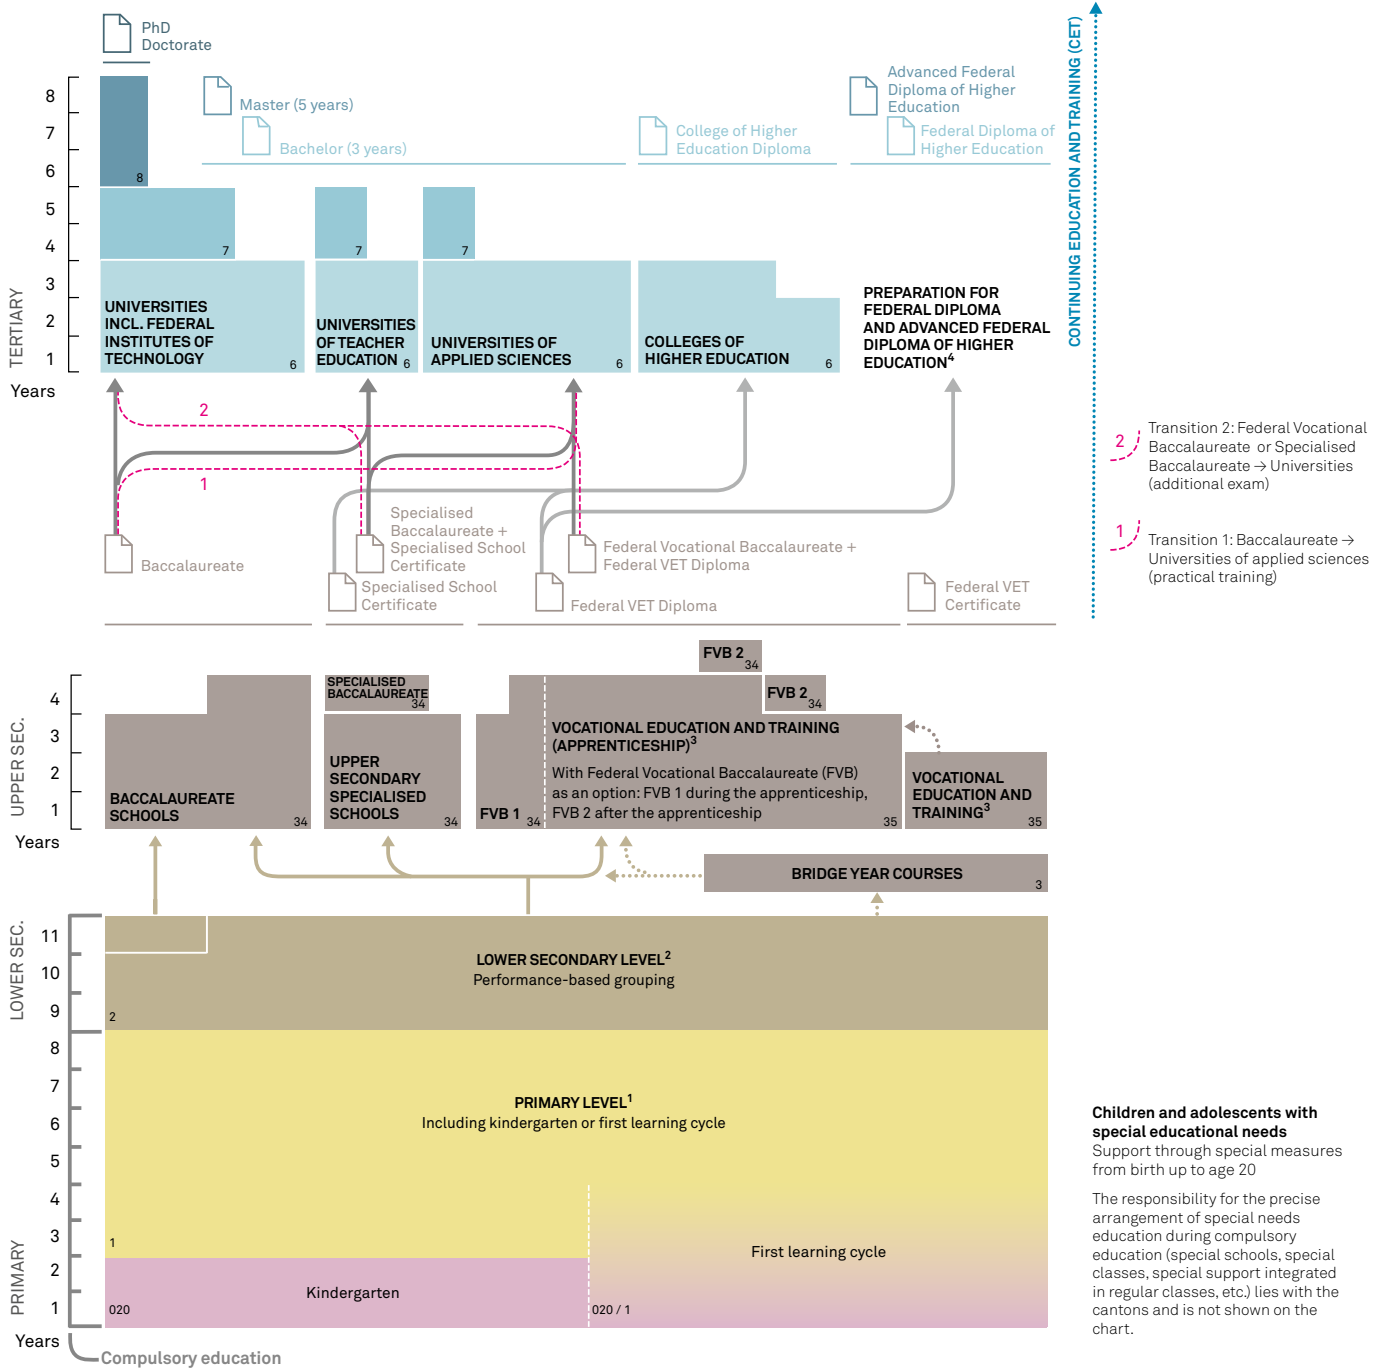 PhD
Doctorate
Master (5 years)
Bachelor (3 years)
College of Higher
Education Diploma
Advanced Federal
Diploma of Higher
Education
Federal Diploma of
Higher Education
CONTINUING EDUCATION AND TRAINING (CET)
TERTIARY
8
7
6
5
4
3
2
1
Years
8
7
7
7
UNIVERSITIES
INCL. FEDERAL
INSTITUTES OF
TECHNOLOGY
6
UNIVERSITIES
OF TEACHER
EDUCATION 6
UNIVERSITIES OF
APPLIED SCIENCES
6
COLLEGES OF
HIGHER EDUCATION
6
PREPARATION FOR
FEDERAL DIPLOMA
AND ADVANCED FEDERAL
DIPLOMA OF HIGHER
EDUCATION4
2
1
2
Transition 2: Federal Vocational
Baccalaureate or Specialised
Baccalaureate → Universities
(additional exam)
1
Transition 1: Baccalaureate →
Universities of applied sciences
(practical training)
Baccalaureate
Specialised
Baccalaureate +
Specialised School
Certificate
Specialised School
Certificate
Federal Vocational Baccalaureate +
Federal VET Diploma
Federal VET Diploma
Federal VET
Certificate
UPPER SEC.
4
3
2
1
Years
BACCALAUREATE
SCHOOLS
34
SPECIALISED
BACCALAUREATE
34
UPPER
SECONDARY
SPECIALISED
SCHOOLS
34
FVB 1 34
FVB 2 34
FVB 2 34
VOCATIONAL EDUCATION AND TRAINING
(APPRENTICESHIP)3
With Federal Vocational Baccalaureate (FVB)
as an option: FVB 1 during the apprenticeship,
FVB 2 after the apprenticeship
35
VOCATIONAL
EDUCATION AND
TRAINING3
35
BRIDGE YEAR COURSES
3
LOWER SEC.
11
10
9
LOWER SECONDARY LEVEL2
Performance-based grouping
2
PRIMARY
8
7
6
5
4
3
2
1
Years
PRIMARY LEVEL1
Including kindergarten or first learning cycle
1
Kindergarten
020
First learning cycle
020 / 1
Compulsory education
Children and adolescents with
special educational needs
Support through special measures
from birth up to age 20
The responsibility for the precise
arrangement of special needs
education during compulsory
education (special schools, special
classes, special support integrated
in regular classes, etc.) lies with the
cantons and is not shown on the
chart.